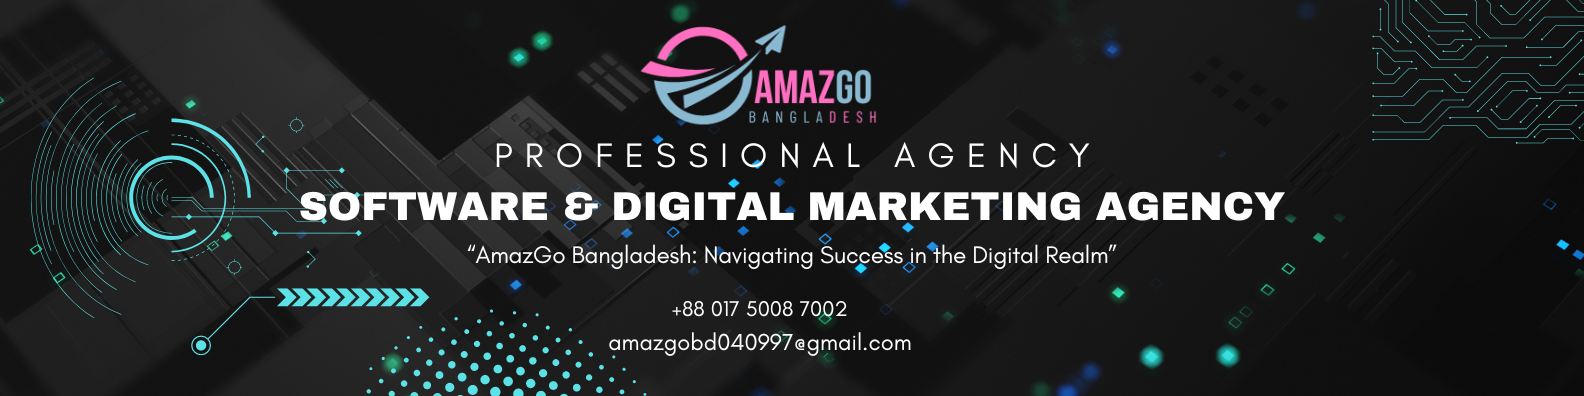 AMAZGO
BANGLADESH
PROFESSIONAL AGENCY
SOFTWARE & DIGITAL MARKETING AGENCY
“AmazGo Bangladesh: Navigating Success in the Digital Realm”
+88 017 5008 7002
amazgobd040997@gmail.com